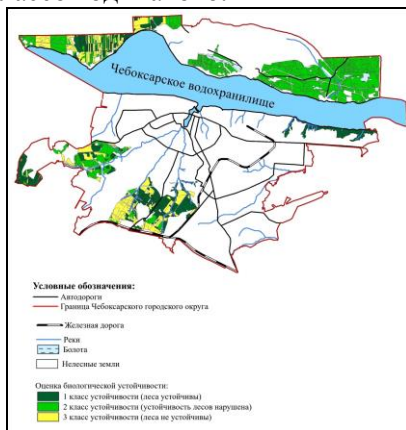 Чебоксарское водохранилище
Условные обозначения:
Автодороги
Граница Чебоксарского городского округа
Железная дорога
Реки
Болота
Нелесные земли
Оценка биологической устойчивости:
1 класс устойчивости (леса устойчивы)
2 класс устойчивости (устойчивость лесов нарушена)
3 класс устойчивости (леса не устойчивы)